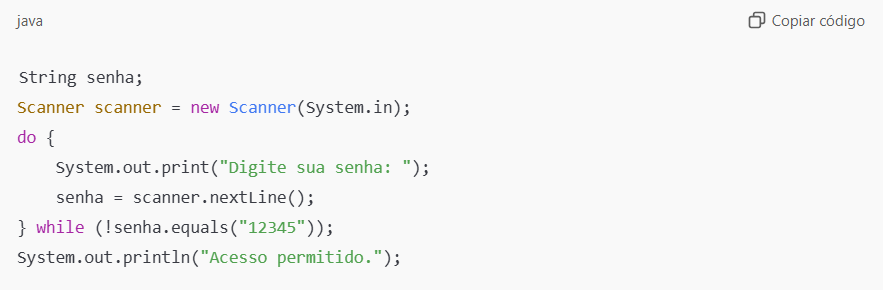 java
Copiar código
String senha;
Scanner scanner = new Scanner(System.in);
do {
    System.out.print("Digite sua senha: ");
    senha = scanner.nextLine();
} while (!senha.equals("12345"));
System.out.println("Acesso permitido.");